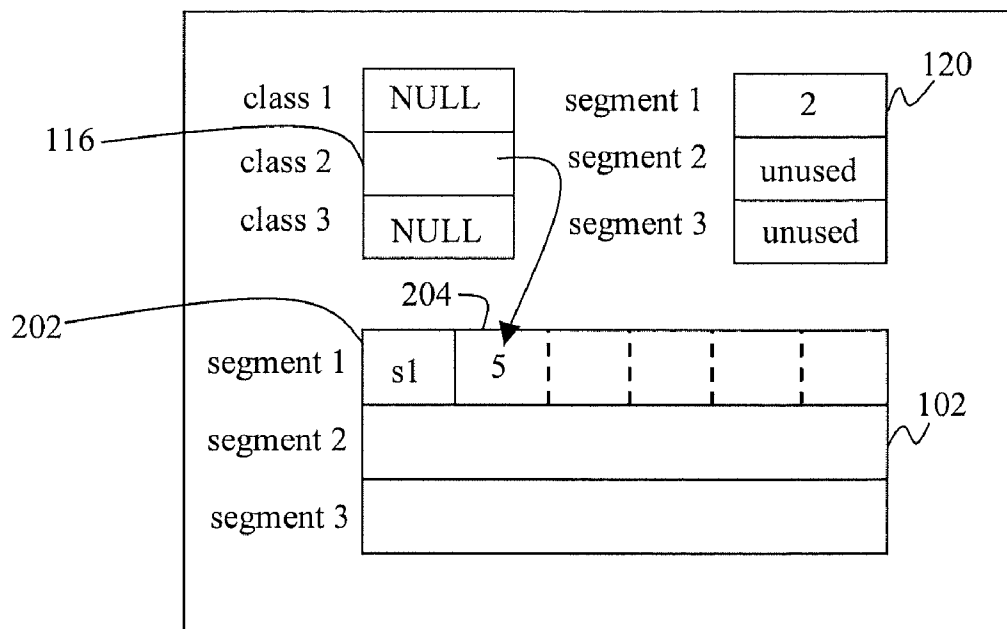 class 1 NULL segment 1 2 120
116 class 2 segment 2 unused
class 3 NULL segment 3 unused
204
202 segment 1 s1 5
102
segment 2
segment 3